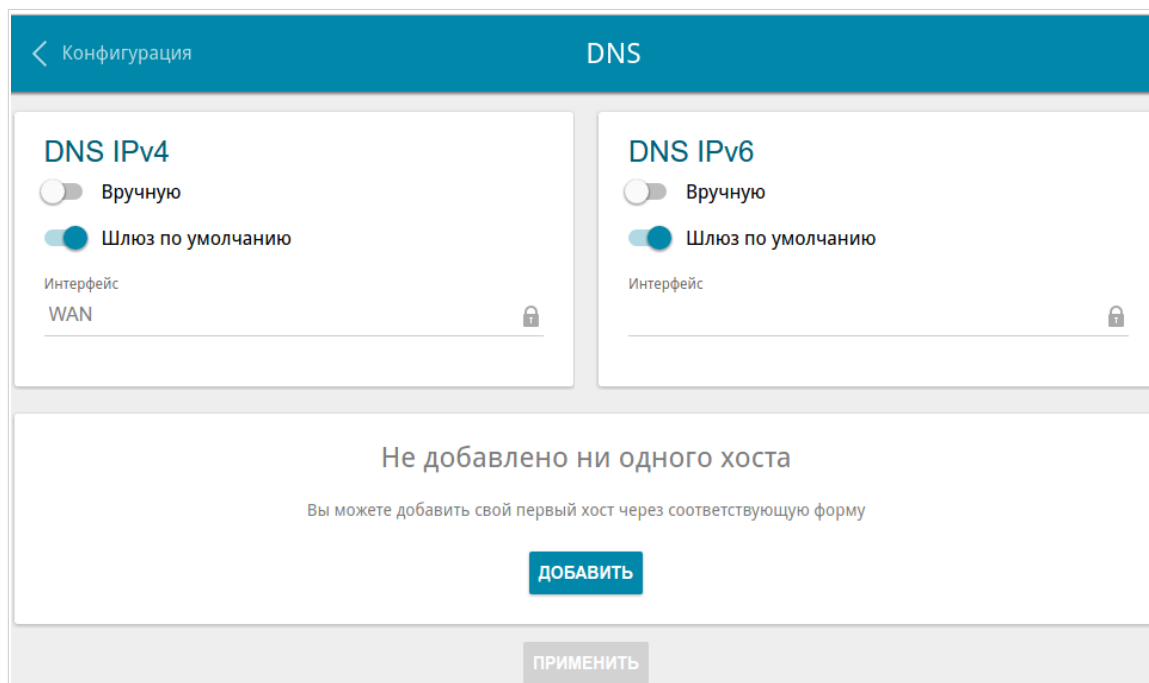 Конфигурация
DNS
DNS IPv4
Вручную
Шлюз по умолчанию
Интерфейс
WAN
DNS IPv6
Вручную
Шлюз по умолчанию
Интерфейс
Не добавлено ни одного хоста
Вы можете добавить свой первый хост через соответствующую форму
ДОБАВИТЬ
ПРИМЕНИТЬ